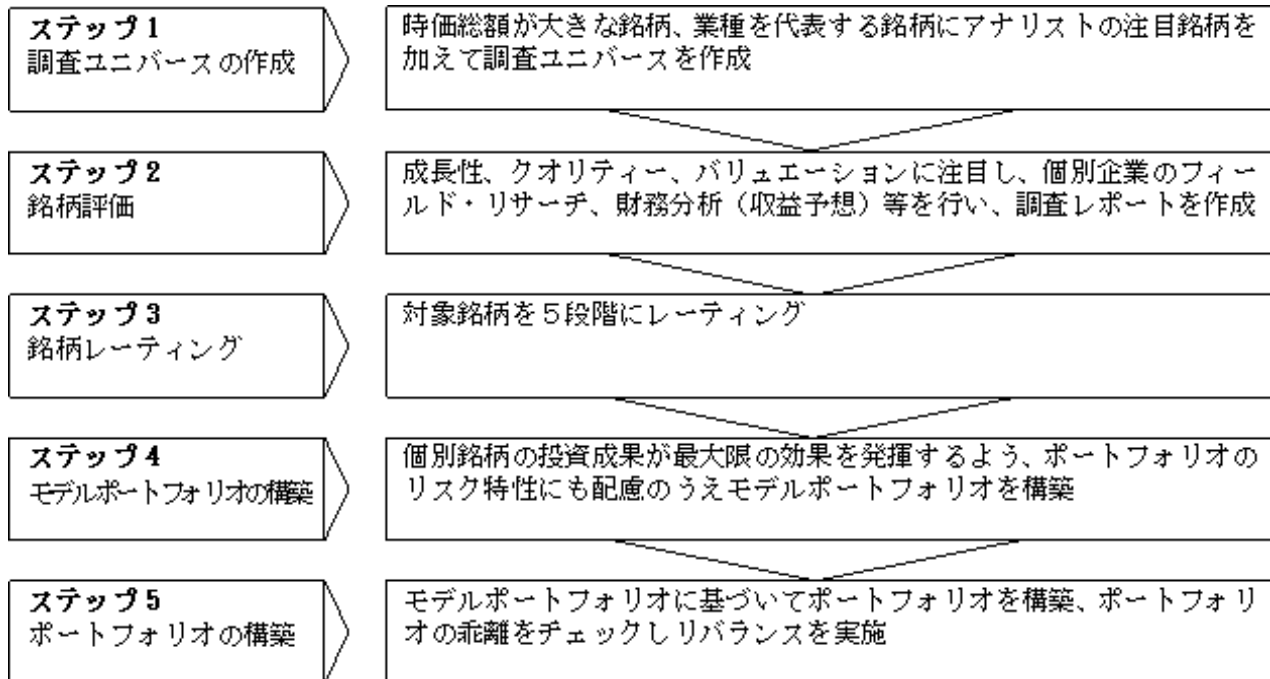 ステップ1
調査ユニバースの作成
時価総額が大きな銘柄、業種を代表する銘柄にアナリストの注目銘柄を
加えて調査ユニバースを作成
ステップ2
銘柄評価
成長性、クオリティー、バリュエーションに注目し、個別企業のフィー
ルド・リサーチ、財務分析（収益予想）等を行い、調査レポートを作成
ステップ3
銘柄レーティング
対象銘柄を５段階にレーティング
ステップ4
モデルポートフォリオの構築
個別銘柄の投資成果が最大限の効果を発揮するよう、ポートフォリオの
リスク特性にも配慮のうえモデルポートフォリオを構築
ステップ5
ポートフォリオの構築
モデルポートフォリオに基づいてポートフォリオを構築、ポートフォリ
オの乖離をチェックしリバランスを実施